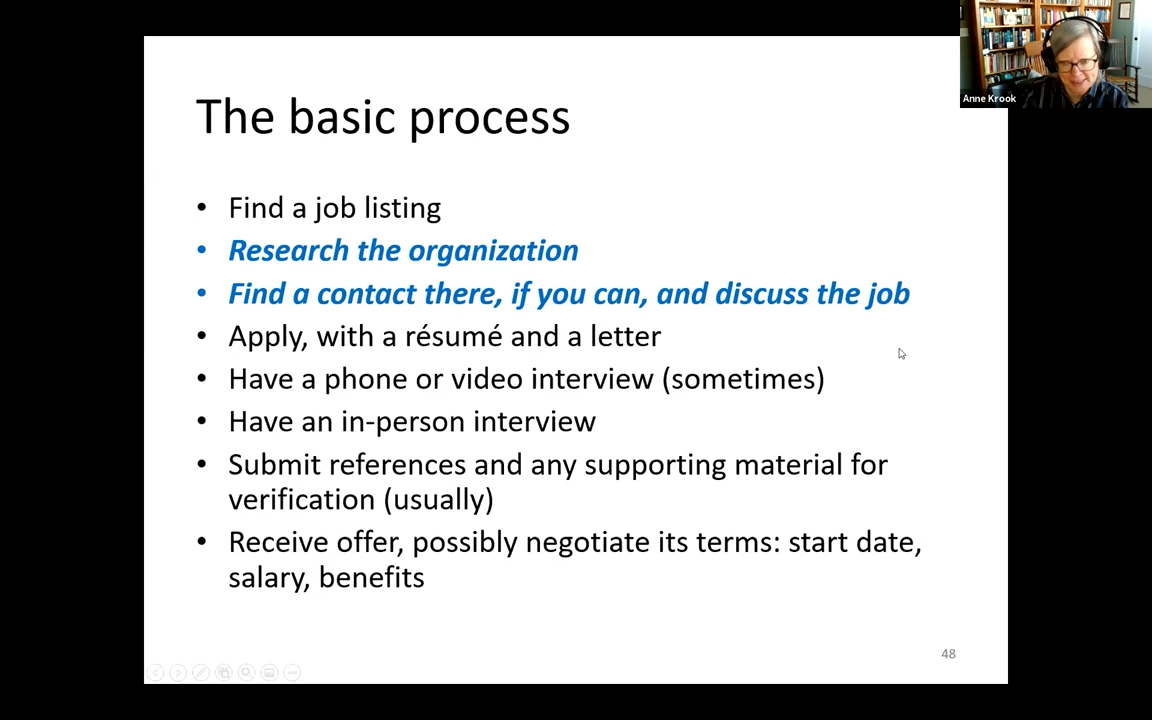 Anne Krook
The basic process
• Find a job listing
• Research the organization
• Find a contact there, if you can, and discuss the job
• Apply, with a résumé and a letter
• Have a phone or video interview (sometimes)
• Have an in-person interview
• Submit references and any supporting material for
verification (usually)
• Receive offer, possibly negotiate its terms: start date,
salary, benefits
48